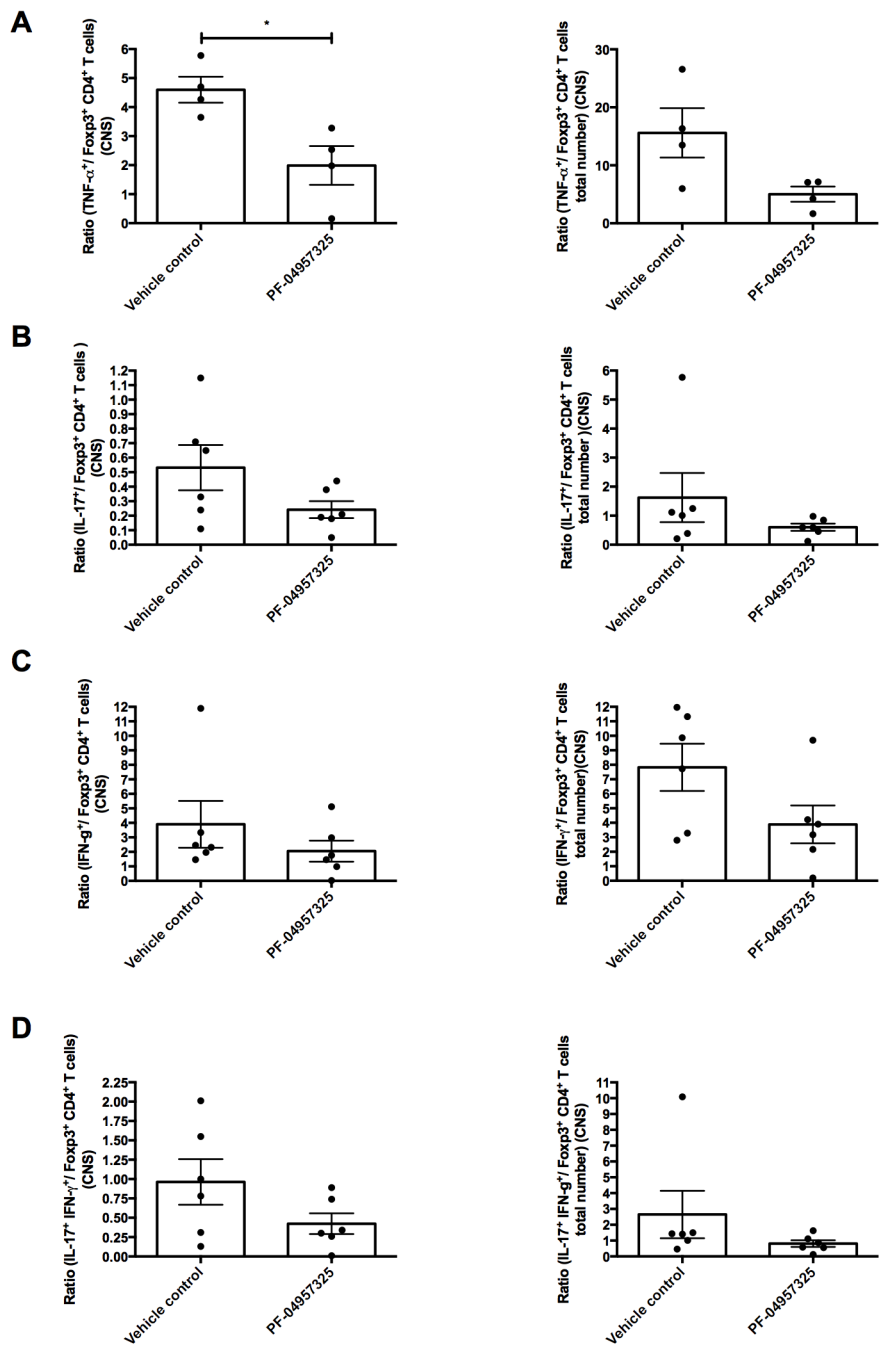 A
*
Ratio (TNF-α⁺/ Foxp3⁺ CD4⁺ T cells)
(CNS)
6
5
4
3
2
1
0
Vehicle control
PF-04957325
Ratio (TNF-α⁺/ Foxp3⁺ CD4⁺ T cells
total number) (CNS)
30
20
10
0
Vehicle control
PF-04957325
B
Ratio (IL-17⁺/ Foxp3⁺ CD4⁺ T cells )
(CNS)
1.2
1.1
1.0
0.9
0.8
0.7
0.6
0.5
0.4
0.3
0.2
0.1
0.0
Vehicle control
PF-04957325
Ratio (IL-17⁺/ Foxp3⁺ CD4⁺ T cells
total number )(CNS)
6
5
4
3
2
1
0
Vehicle control
PF-04957325
C
Ratio (IFN-g⁺/ Foxp3⁺ CD4⁺ T cells)
(CNS)
12
11
10
9
8
7
6
5
4
3
2
1
0
Vehicle control
PF-04957325
Ratio (IFN-γ⁺/ Foxp3⁺ CD4⁺ T cells
total number)(CNS)
12
11
10
9
8
7
6
5
4
3
2
1
0
Vehicle control
PF-04957325
D
Ratio (IL-17⁺ IFN-γ⁺/ Foxp3⁺ CD4⁺ T cells)
(CNS)
2.25
2.00
1.75
1.50
1.25
1.00
0.75
0.50
0.25
0.00
Vehicle control
PF-04957325
Ratio (IL-17⁺ IFN-g⁺/ Foxp3⁺ CD4⁺ T cells
total number) (CNS)
11
10
9
8
7
6
5
4
3
2
1
0
Vehicle control
PF-04957325